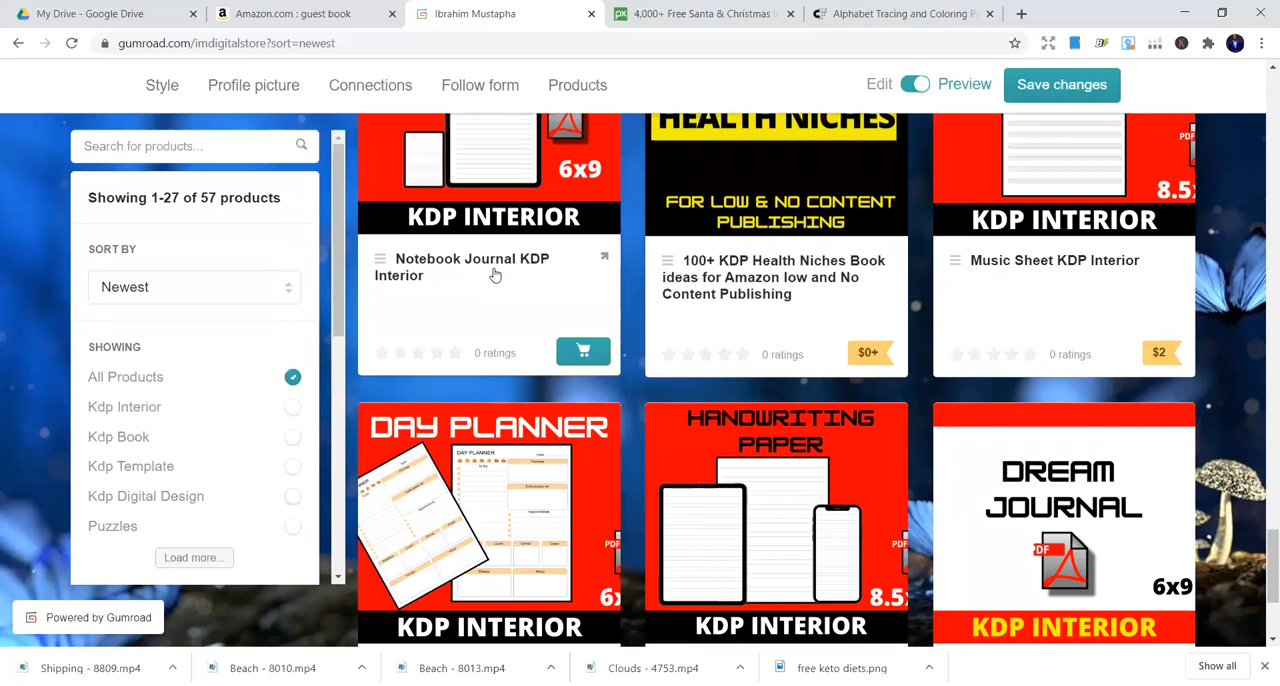 My Drive - Google Drive
Amazon.com : guest book
Ibrahim Mustapha
4,000+ Free Santa & Christmas I
Alphabet Tracing and Coloring P
gumroad.com/imdigitalstore?sort=newest
Style
Profile picture
Connections
Follow form
Products
Edit
Preview
Save changes
Search for products...
Showing 1-27 of 57 products
SORT BY
Newest
SHOWING
All Products
Kdp Interior
Kdp Book
Kdp Template
Kdp Digital Design
Puzzles
Load more...
Powered by Gumroad
6x9
KDP INTERIOR
Notebook Journal KDP
Interior
0 ratings
HEALTH NICHES
FOR LOW & NO CONTENT
PUBLISHING
100+ KDP Health Niches Book
ideas for Amazon low and No
Content Publishing
0 ratings
$0+
PDF
8.5x
KDP INTERIOR
Music Sheet KDP Interior
0 ratings
$2
DAY PLANNER
DAY PLANNER
PDF
6x
KDP INTERIOR
HANDWRITING
PAPER
PDF
8.5x
KDP INTERIOR
DREAM
JOURNAL
PDF
6x9
KDP INTERIOR
Shipping - 8809.mp4
Beach - 8010.mp4
Beach - 8013.mp4
Clouds - 4753.mp4
free keto diets.png
Show all